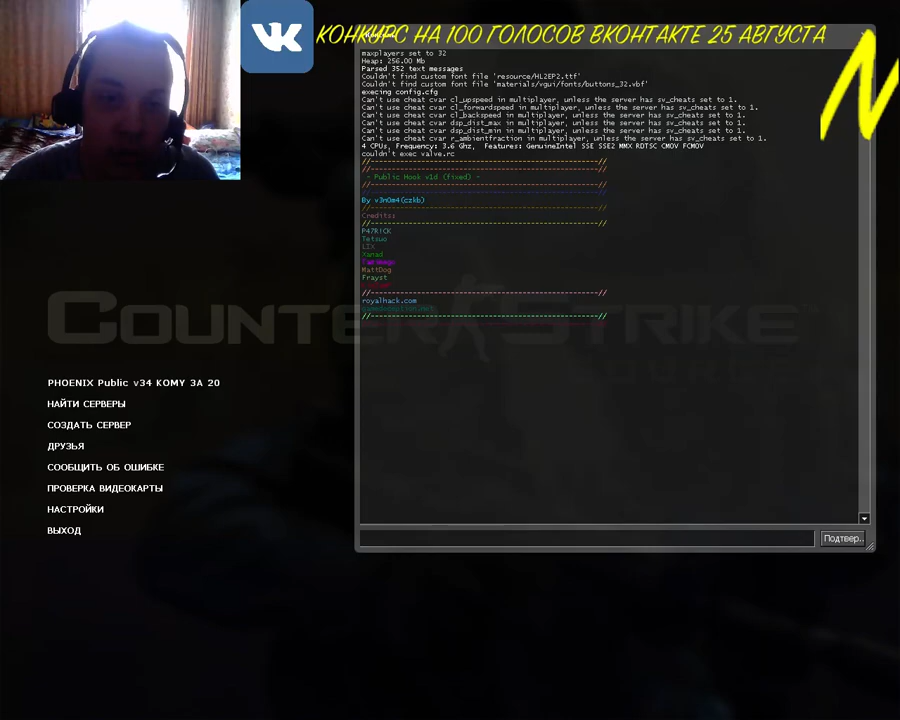 КОНКУРС НА 100 ГОЛОСОВ ВКОНТАКТЕ 25 АВГУСТА
maxplayers set to 32
Heap: 256.00 Mb
Parsed 352 text messages
Couldn't find custom font file 'resource/HL2EP2.ttf'
Couldn't find custom font file 'materials/vgui/fonts/buttons_32.vbf'
execing config.cfg
Can't use cheat cvar cl_upspeed in multiplayer, unless the server has sv_cheats set to 1.
Can't use cheat cvar cl_forwardspeed in multiplayer, unless the server has sv_cheats set to 1.
Can't use cheat cvar cl_backspeed in multiplayer, unless the server has sv_cheats set to 1.
Can't use cheat cvar dsp_dist_max in multiplayer, unless the server has sv_cheats set to 1.
Can't use cheat cvar dsp_dist_min in multiplayer, unless the server has sv_cheats set to 1.
Can't use cheat cvar r_ambientfraction in multiplayer, unless the server has sv_cheats set to 1.
4 CPUs, Frequency: 3.6 Ghz, Features: GenuineIntel SSE SSE2 MMX RDTSC CMOV FCMOV
couldn't exec valve.rc
- Public Hook v1d (fixed) -
By v3n0m4(czkb)
Credits:
P47R!CK
Tetsuo
LIX
Yamad
MattDog
Frayst
royalhack.com
COUNTER STRIKE
PHOENIX Public v34 КОМУ ЗА 20
НАЙТИ СЕРВЕРЫ
СОЗДАТЬ СЕРВЕР
ДРУЗЬЯ
СООБЩИТЬ ОБ ОШИБКЕ
ПРОВЕРКА ВИДЕОКАРТЫ
НАСТРОЙКИ
ВЫХОД
Подтвер..